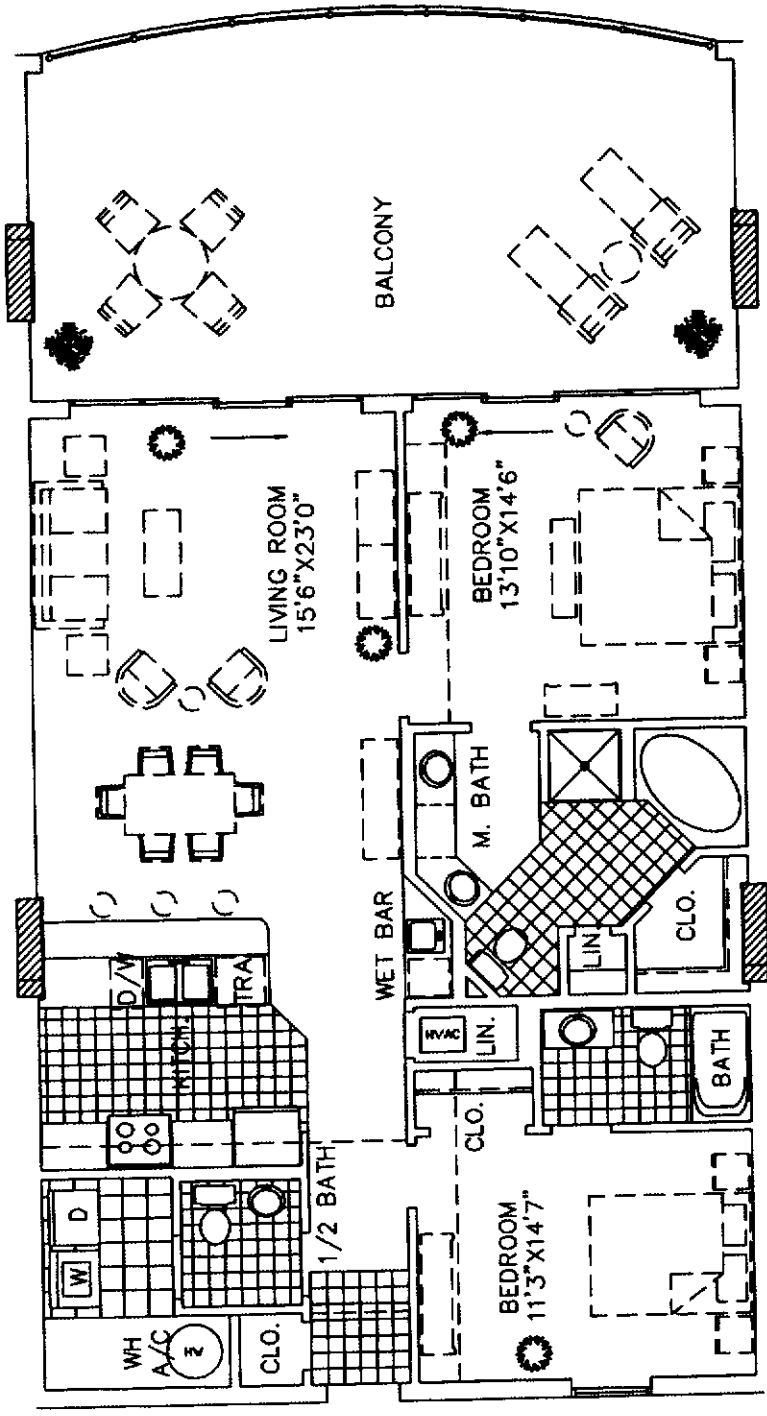 BALCONY
LIVING ROOM
15'6"X23'0"
BEDROOM
13'10"X14'6"
M. BATH
WET BAR
D/W
TRA
KITCH.
LIN
CLO.
HVAC
LIN.
BATH
CLO.
1/2 BATH
D
W
BEDROOM
11'3"X14'7"
WH
A/C
HW
CLO.